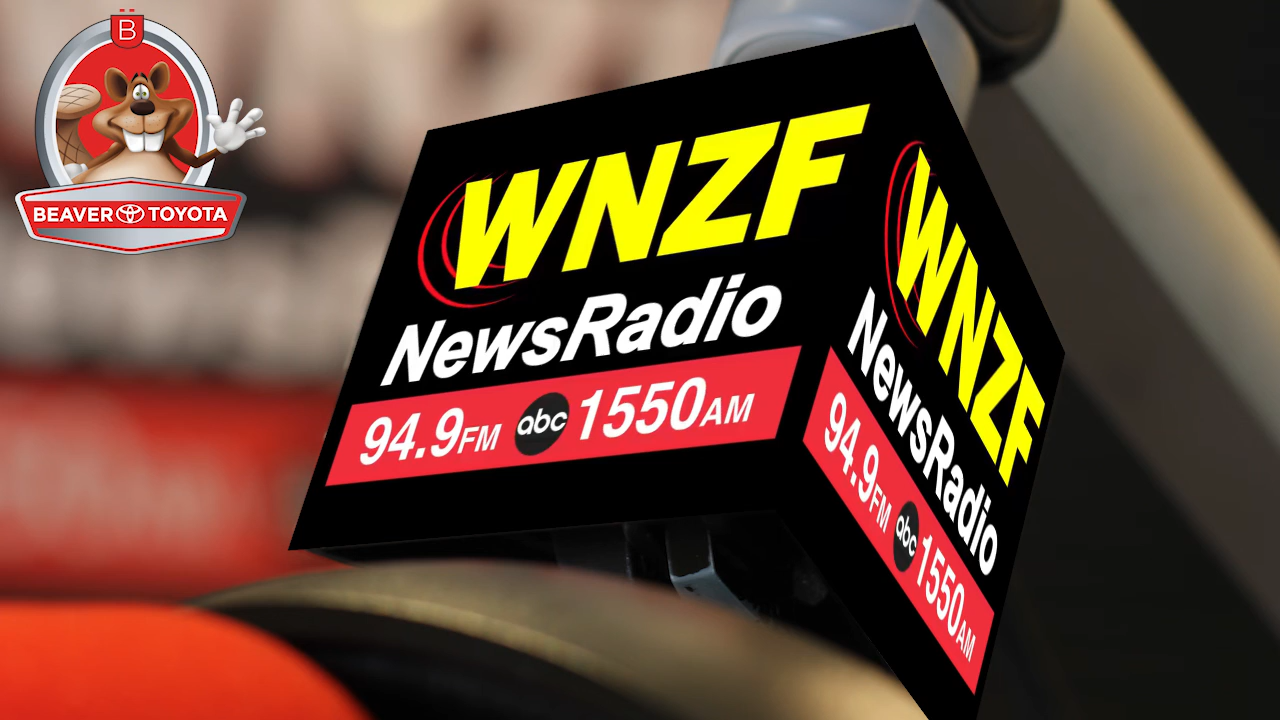 B
BEAVER TOYOTA
WNZF
NewsRadio
94.9FM abc 1550AM
WNZF
NewsRadio
94.9FM abc 1550AM